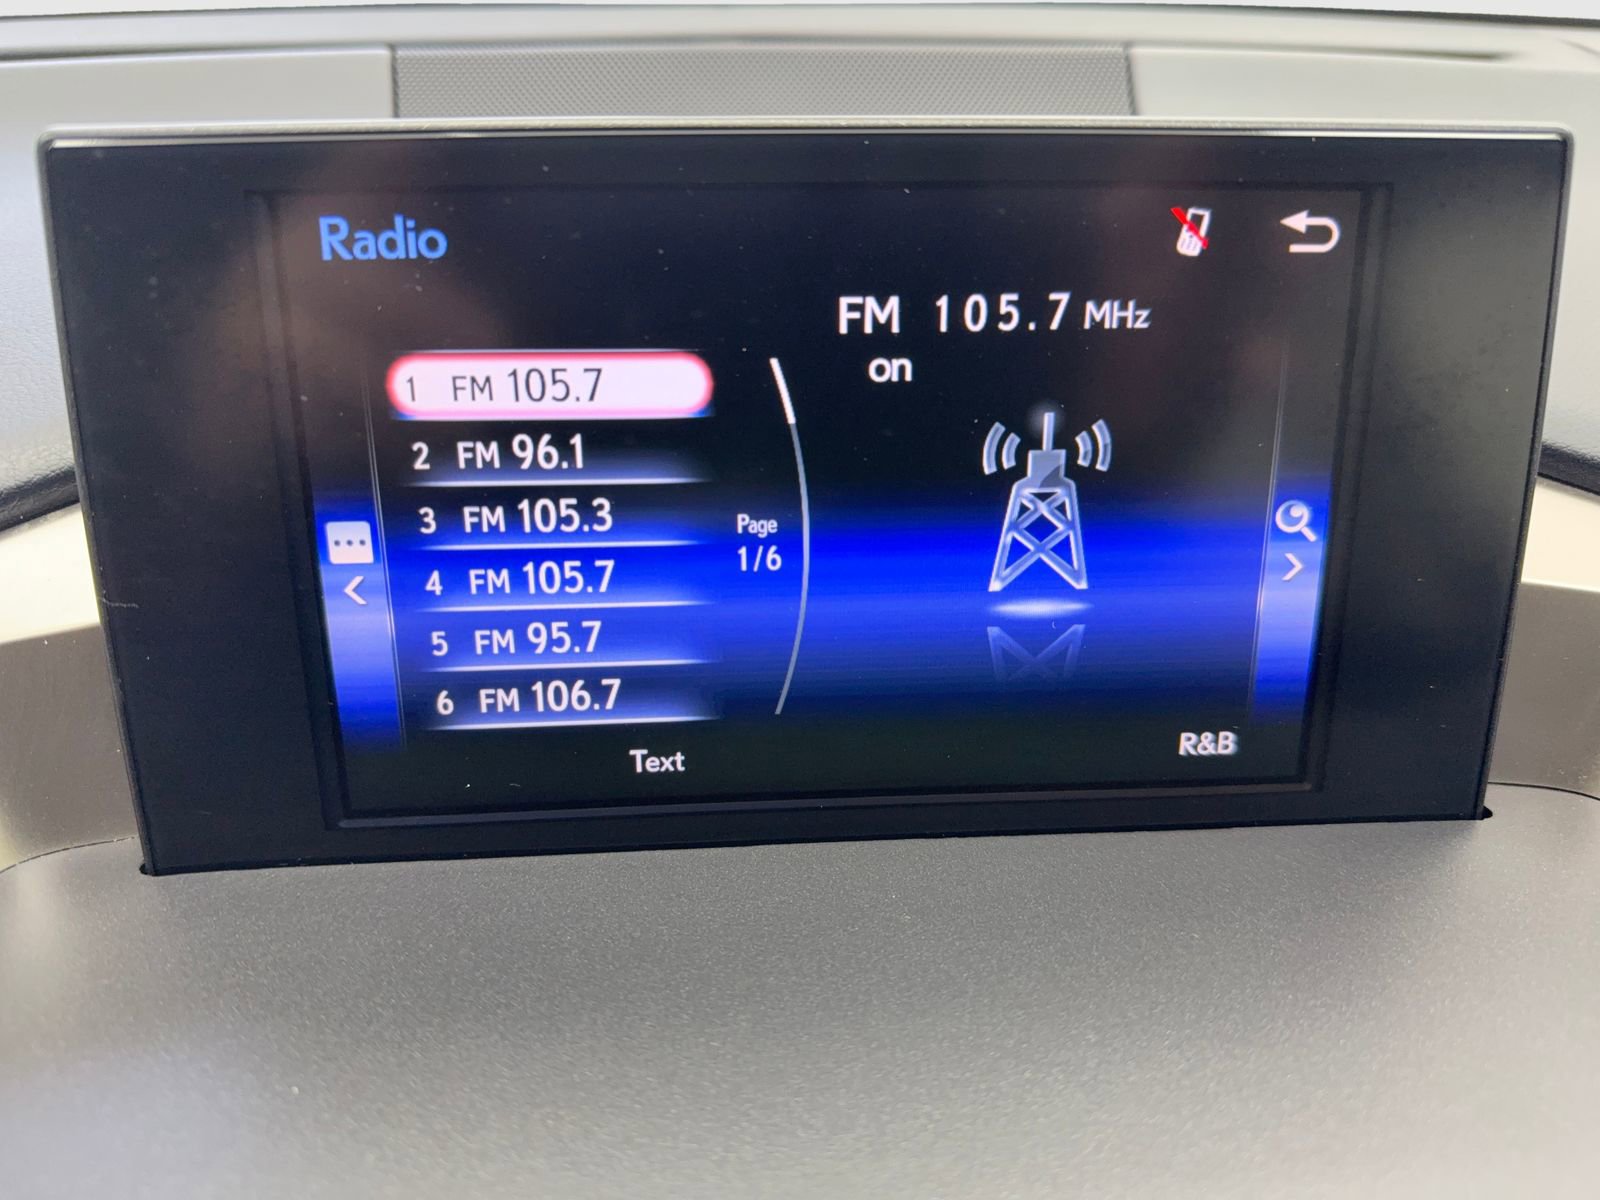 Radio
FM 105.7 MHz
on
1 FM 105.7
2 FM 96.1
3 FM 105.3
4 FM 105.7
5 FM 95.7
6 FM 106.7
Page
1/6
Text
R&B